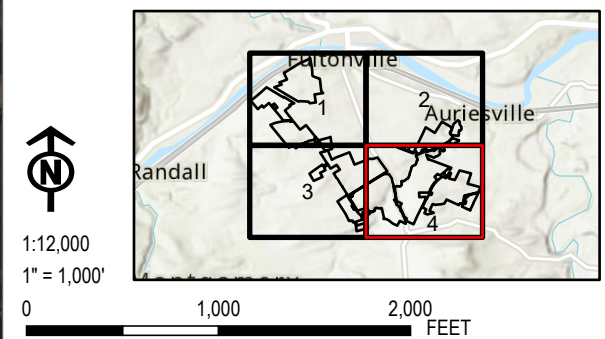 Fultonville
1
2
Auriesville
Randall
3
4
Montgomery
N
1:12,000
1" = 1,000'
0 1,000 2,000
FEET